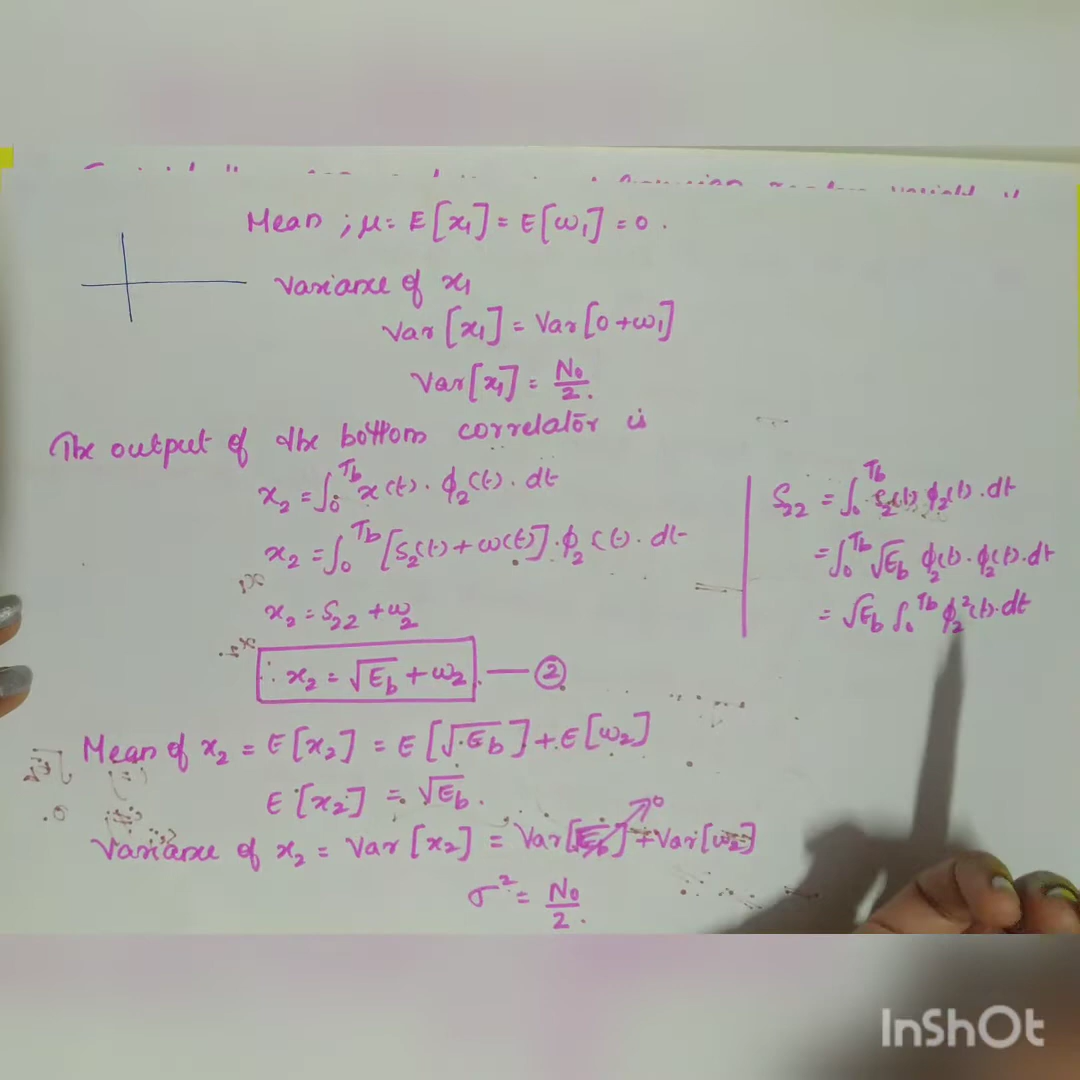 Mean ; μ = E[x₁] = E[ω₁] = 0 .
Variance of x₁
Var[x₁] = Var[0+ω₁]
Var[x₁] = N₀/2.
The output of the bottom correlator is
x₂ = ∫₀^Tb x(t) . ϕ₂(t) . dt
x₂ = ∫₀^Tb [S₂(t) + ω(t)] . ϕ₂(t) . dt
x₂ = S₂₂ + ω₂
∴ x₂ = √Eb + ω₂ — ②
Mean of x₂ = E[x₂] = E[√Eb] + E[ω₂]
E[x₂] = √Eb.
Variance of x₂ = Var[x₂] = Var[√Eb]→0 + Var[ω₂]
σ² = N₀/2.
S₂₂ = ∫₀^Tb S₂(t) ϕ₂(t) . dt
= ∫₀^Tb √Eb ϕ₂(t) . ϕ₂(t) . dt
= √Eb ∫₀^Tb ϕ₂²(t) . dt
InShOt